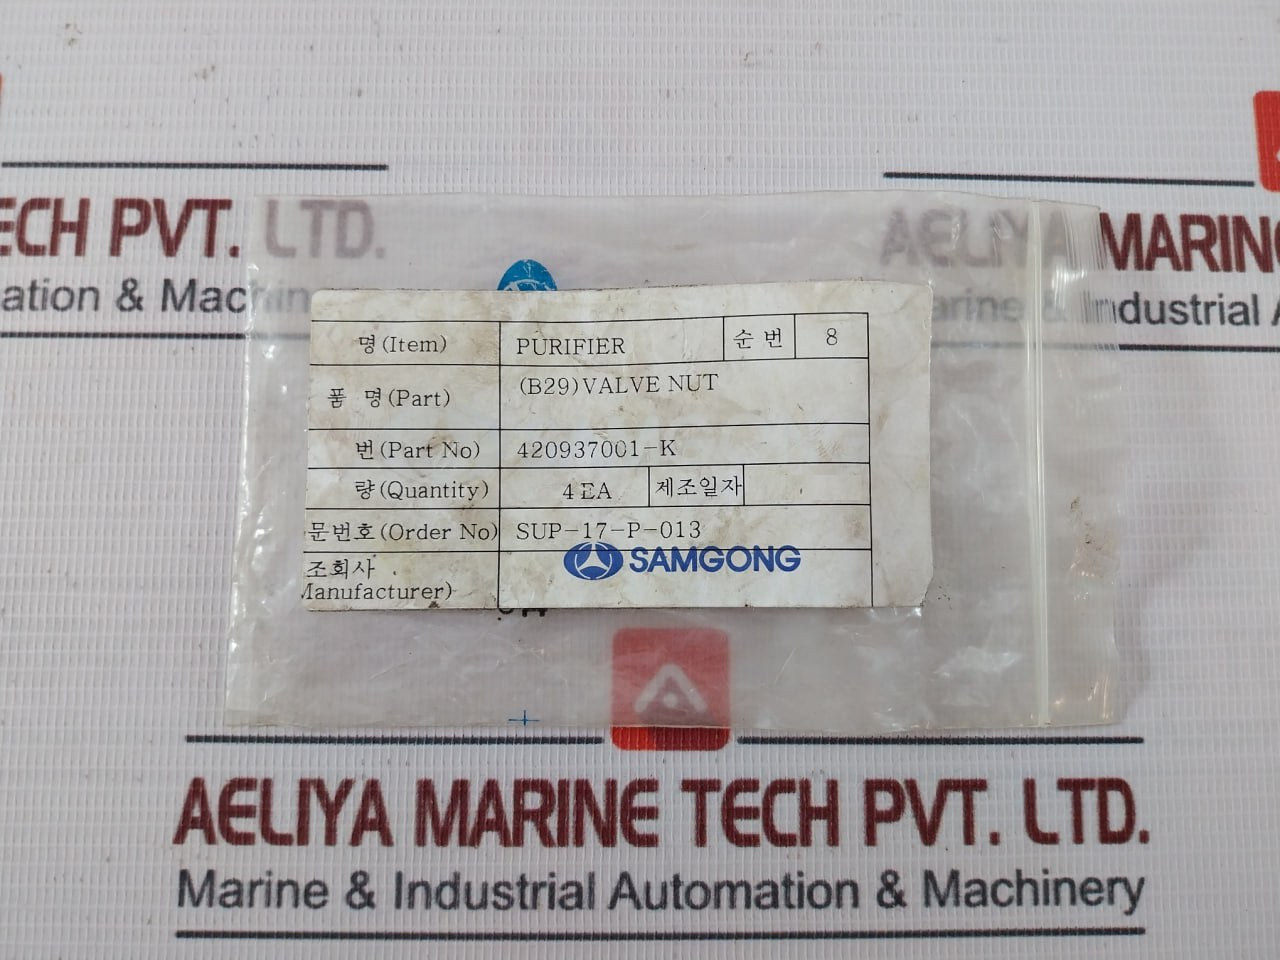 ECH PVT. LTD.
ation & Machin
AELIYA MARINE
arine & Industrial A
명(Item) PURIFIER 순 번 8
품 명(Part) (B29)VALVE NUT
번(Part No) 420937001-K
량(Quantity) 4 EA 제조일자
문번호(Order No) SUP-17-P-013
조회사
Manufacturer) SAMGONG
AELIYA MARINE TECH PVT. LTD.
Marine & Industrial Automation & Machinery